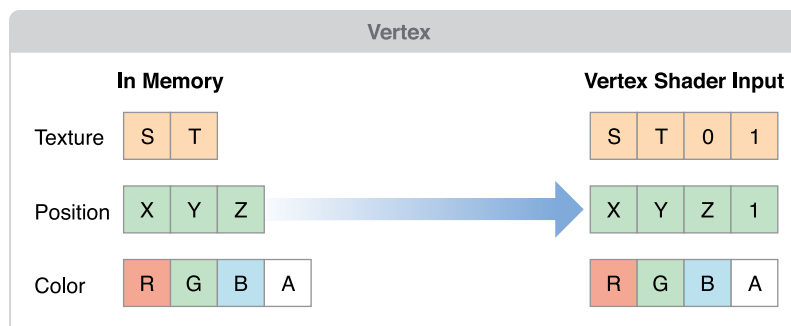 Vertex
In Memory Vertex Shader Input
Texture S T S T 0 1
Position X Y Z X Y Z 1
Color R G B A R G B A